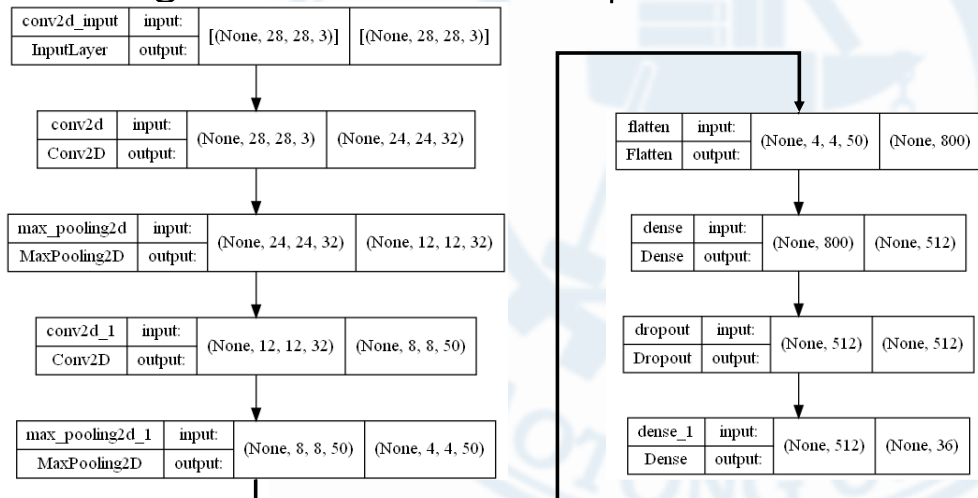 conv2d_input input: [(None, 28, 28, 3)] [(None, 28, 28, 3)]
InputLayer output:
conv2d input: (None, 28, 28, 3) (None, 24, 24, 32)
Conv2D output:
max_pooling2d input: (None, 24, 24, 32) (None, 12, 12, 32)
MaxPooling2D output:
conv2d_1 input: (None, 12, 12, 32) (None, 8, 8, 50)
Conv2D output:
max_pooling2d_1 input: (None, 8, 8, 50) (None, 4, 4, 50)
MaxPooling2D output:
flatten input: (None, 4, 4, 50) (None, 800)
Flatten output:
dense input: (None, 800) (None, 512)
Dense output:
dropout input: (None, 512) (None, 512)
Dropout output:
dense_1 input: (None, 512) (None, 36)
Dense output: